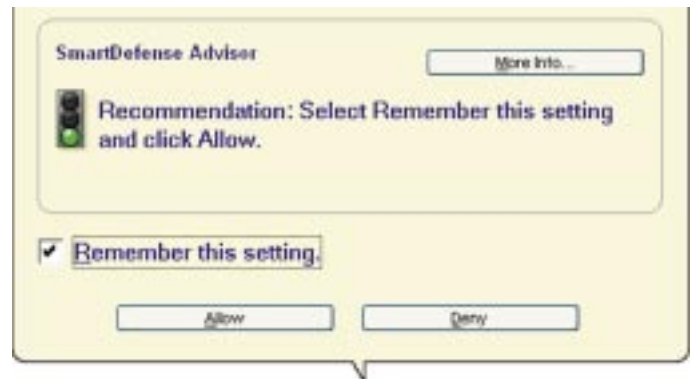 SmartDefense Advisor
More Info...
Recommendation: Select Remember this setting
and click Allow.
Remember this setting.
Allow
Deny